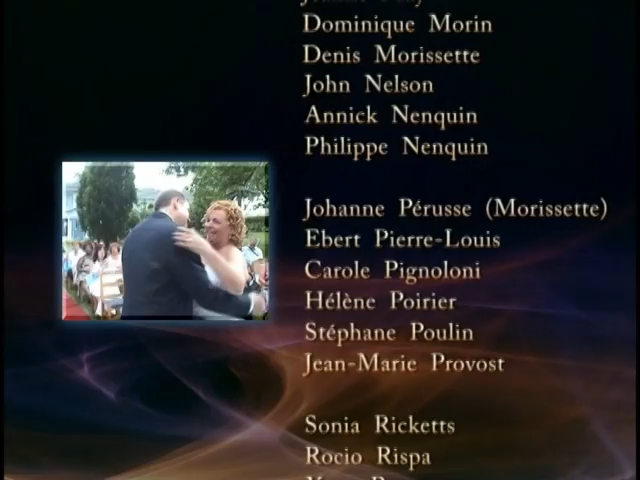 Dominique Morin
Denis Morissette
John Nelson
Annick Nenquin
Philippe Nenquin
Johanne Pérusse (Morissette)
Ebert Pierre-Louis
Carole Pignoloni
Hélène Poirier
Stéphane Poulin
Jean-Marie Provost
Sonia Ricketts
Rocio Rispa